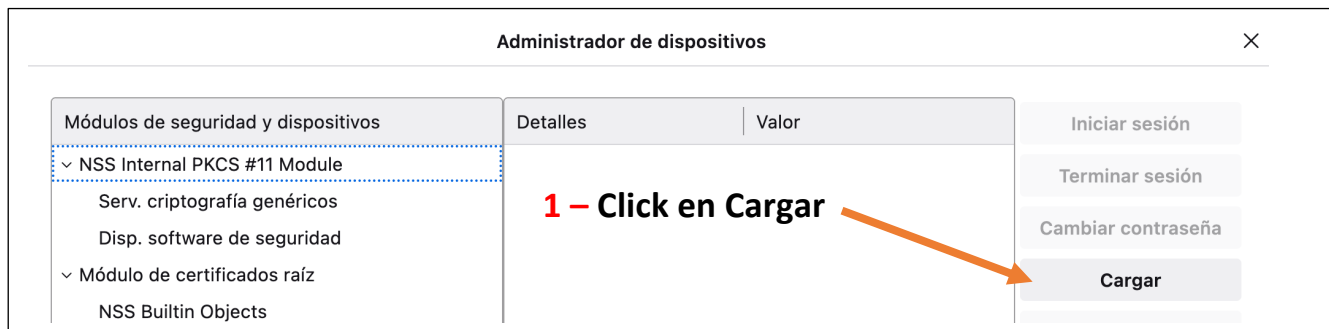 Administrador de dispositivos
Módulos de seguridad y dispositivos
Detalles
Valor
Iniciar sesión
NSS Internal PKCS #11 Module
Terminar sesión
Serv. criptografía genéricos
1 – Click en Cargar
Cambiar contraseña
Disp. software de seguridad
Módulo de certificados raíz
Cargar
NSS Builtin Objects